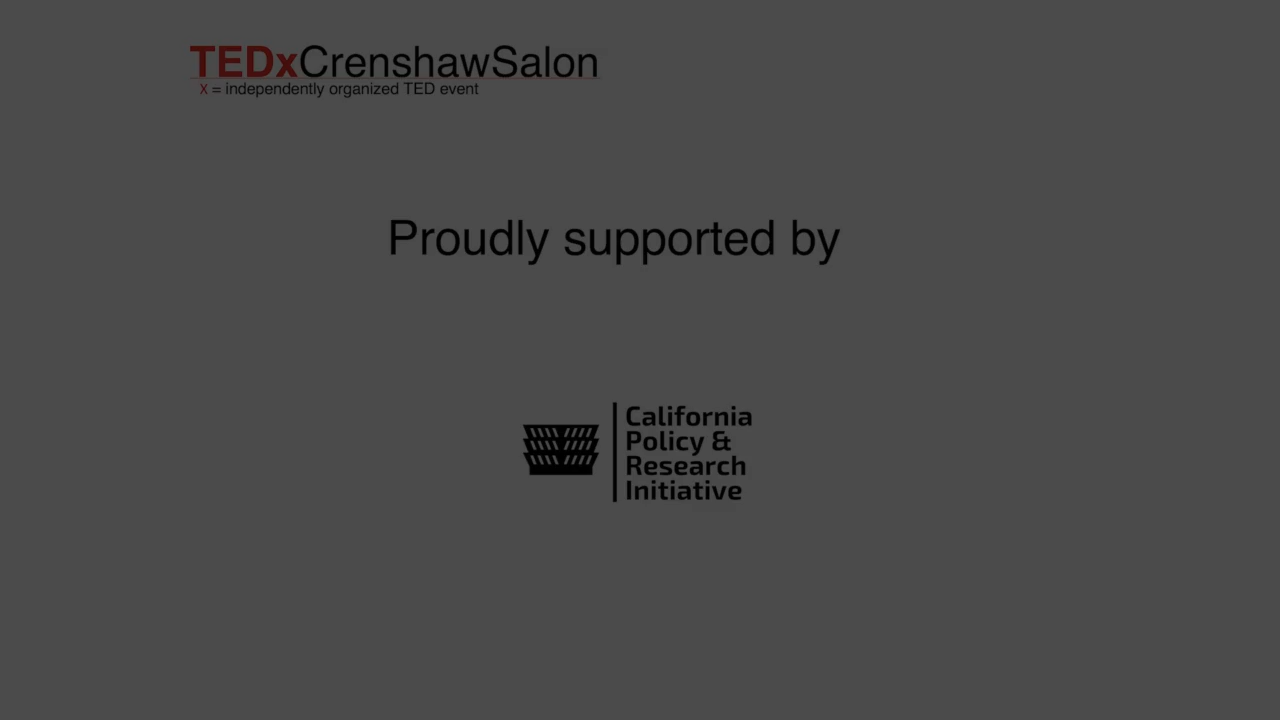 TEDxCrenshawSalon
x = independently organized TED event
Proudly supported by
California
Policy &
Research
Initiative